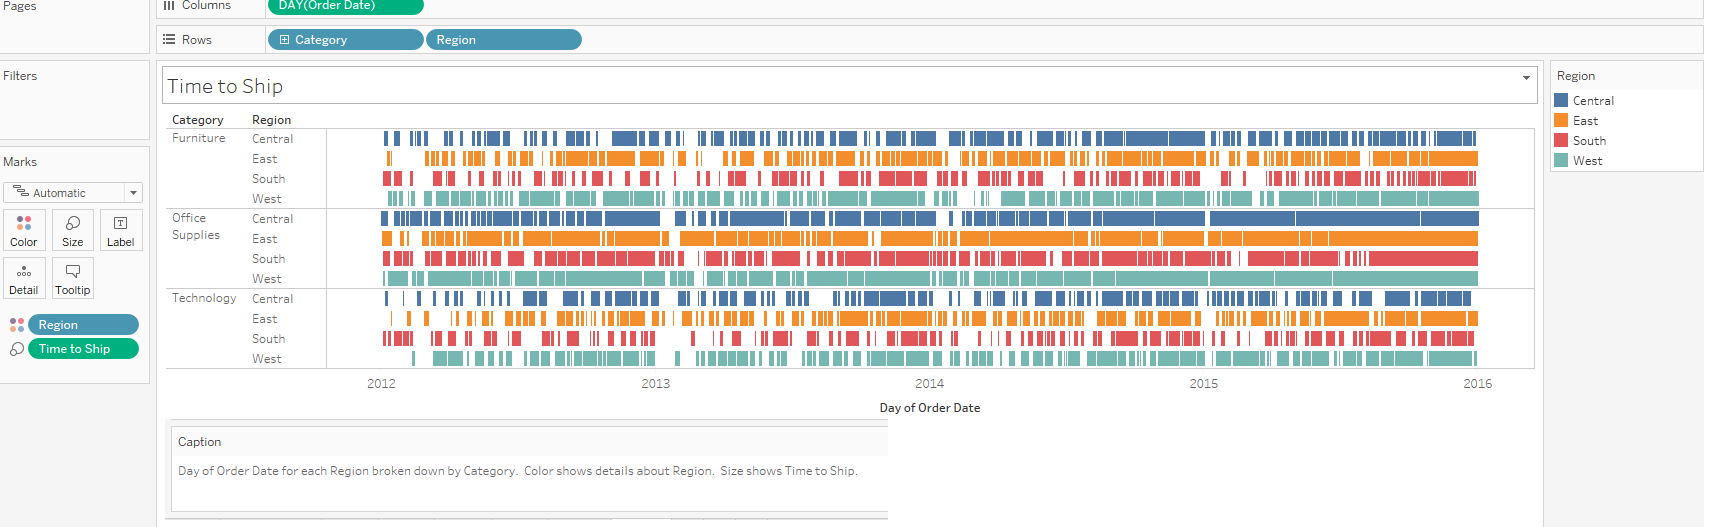 Pages
Columns
DAY(Order Date)
Rows
Category
Region
Filters
Time to Ship
Region
Central
East
South
West
Category
Region
Furniture
Central
East
South
West
Office
Supplies
Central
East
South
West
Technology
Central
East
South
West
2012
2013
2014
2015
2016
Day of Order Date
Marks
Automatic
Color
Size
Label
Detail
Tooltip
Region
Time to Ship
Caption
Day of Order Date for each Region broken down by Category.  Color shows details about Region.  Size shows Time to Ship.